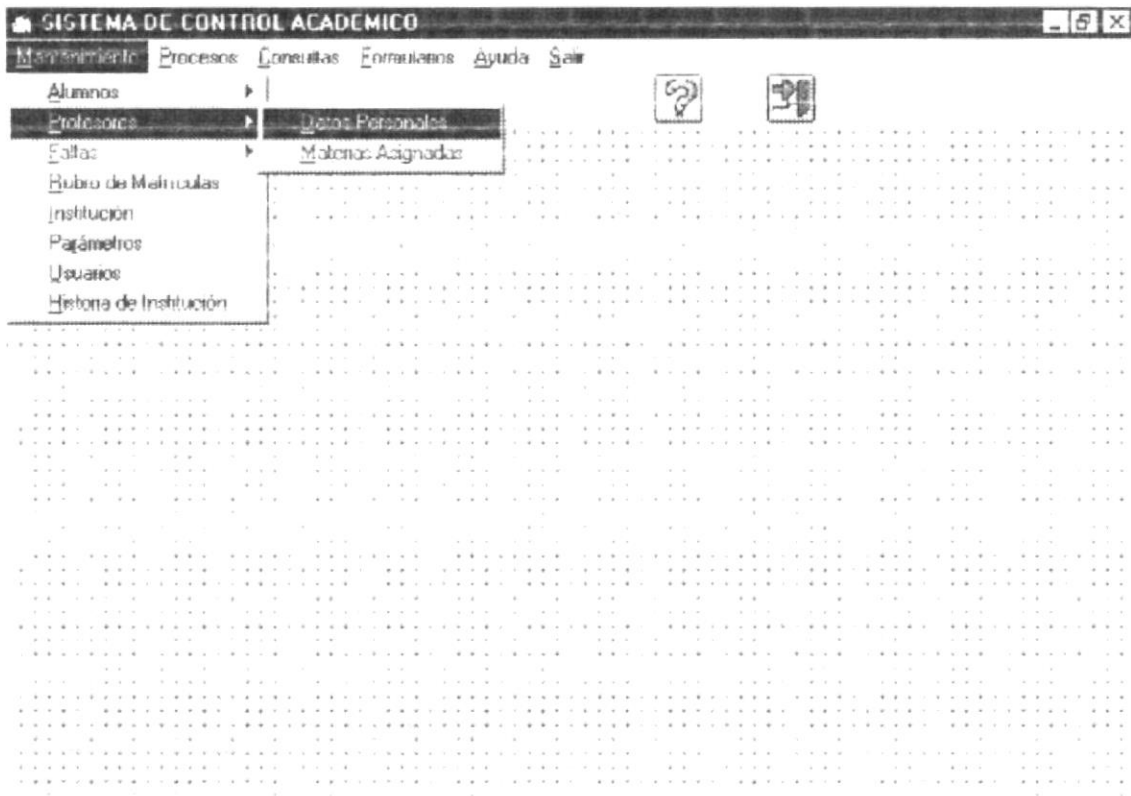 SISTEMA DE CONTROL ACADEMICO
Mantenimiento Procesos Consultas Formularios Ayuda Salir
Alumnos
Profesores Datos Personales
Faltas Materias Asignadas
Rubro de Matriculas
Institución
Parámetros
Usuarios
Historia de Institución